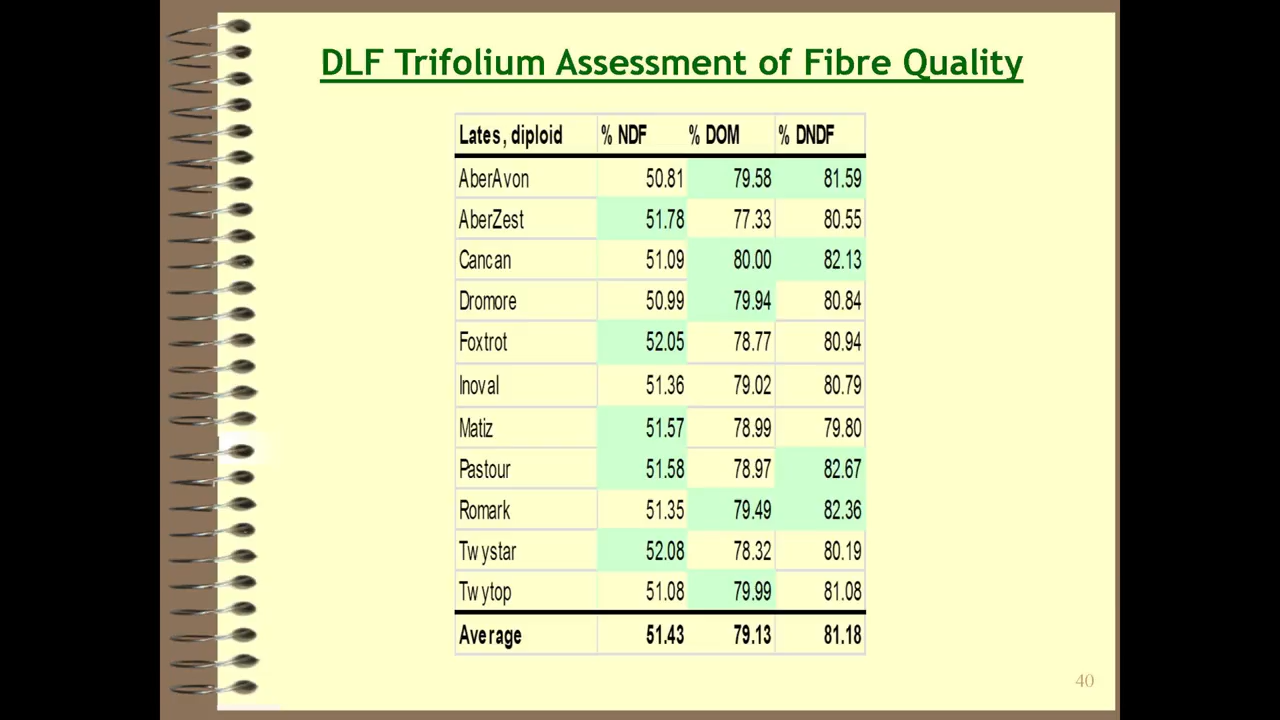 DLF Trifolium Assessment of Fibre Quality
Lates, diploid % NDF % DOM % DNDF
AberAvon 50.81 79.58 81.59
AberZest 51.78 77.33 80.55
Cancan 51.09 80.00 82.13
Dromore 50.99 79.94 80.84
Foxtrot 52.05 78.77 80.94
Inoval 51.36 79.02 80.79
Matiz 51.57 78.99 79.80
Pastour 51.58 78.97 82.67
Romark 51.35 79.49 82.36
Twystar 52.08 78.32 80.19
Twytop 51.08 79.99 81.08
Average 51.43 79.13 81.18
40